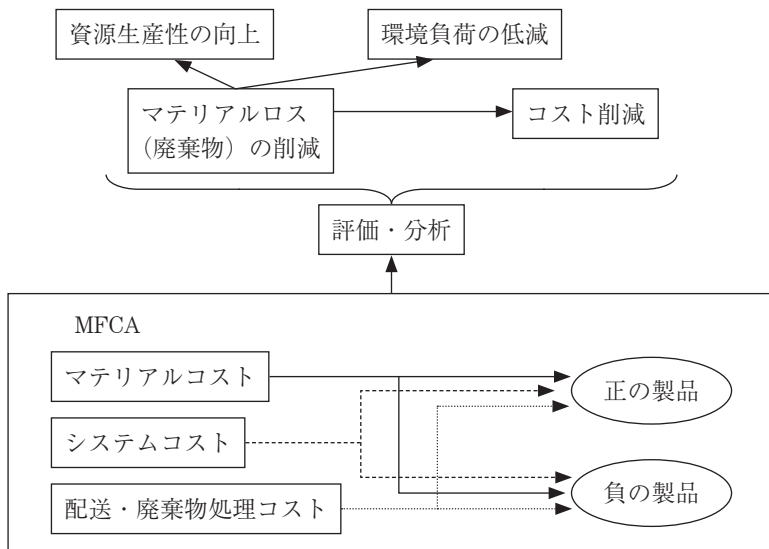 資源生産性の向上
環境負荷の低減
マテリアルロス
（廃棄物）の削減
コスト削減
評価・分析
MFCA
マテリアルコスト
正の製品
システムコスト
配送・廃棄物処理コスト
負の製品